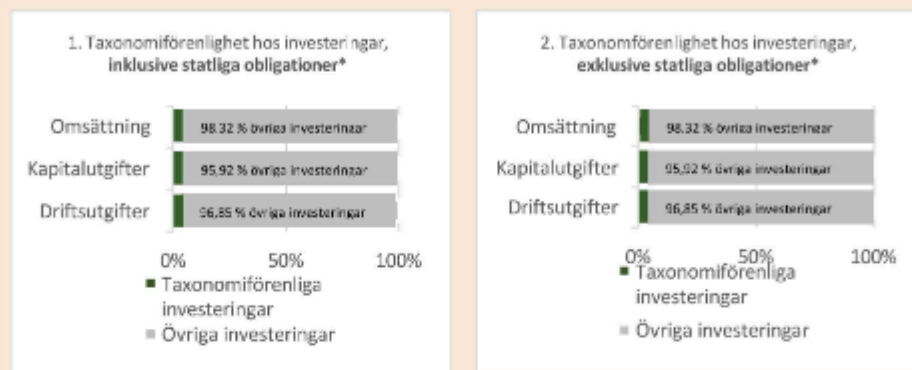 1. Taxonomiförenlighet hos investeringar,
inklusive statliga obligationer*
Omsättning
98.32 % övriga investeringar
Kapitalutgifter
95,92 % övriga investeringar
Driftsutgifter
96,85 % övriga investeringar
0% 50% 100%
Taxonomiförenliga
investeringar
Övriga investeringar
2. Taxonomförenlighet hos investeringar,
exklusive statliga obligationer*
Omsättning
98.32 % övriga investeringar
Kapitalutgifter
95,92 % övriga investeringar
Driftsutgifter
96,85 % övriga investeringar
0% 50% 100%
Taxonomiförenliga
investeringar
Övriga investeringar